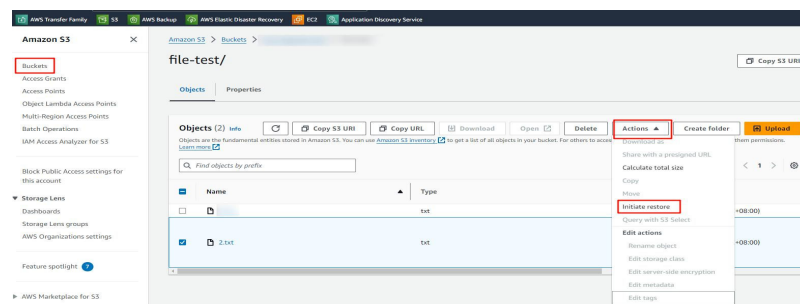 AWS Transfer Family S3 AWS Backup AWS Elastic Disaster Recovery EC2 Application Discovery Service
Amazon S3
Buckets
Access Grants
Access Points
Object Lambda Access Points
Multi-Region Access Points
Batch Operations
IAM Access Analyzer for S3
Block Public Access settings for
this account
Storage Lens
Dashboards
Storage Lens groups
AWS Organizations settings
Feature spotlight 7
AWS Marketplace for S3
Amazon S3 > Buckets >
file-test/
Copy S3 URI
Objects Properties
Objects (2) Info Copy S3 URI Copy URL Download Open Delete Actions Create folder Upload
Objects are the fundamental entities stored in Amazon S3. You can use Amazon S3 inventory to get a list of all objects in your bucket. For others to acces
them permissions.
Learn more
Find objects by prefix
< 1 >
Name Type
txt
+08:00)
2.txt txt
+08:00)
Download as
Share with a presigned URL
Calculate total size
Copy
Move
Initiate restore
Query with S3 Select
Edit actions
Rename object
Edit storage class
Edit server-side encryption
Edit metadata
Edit tags